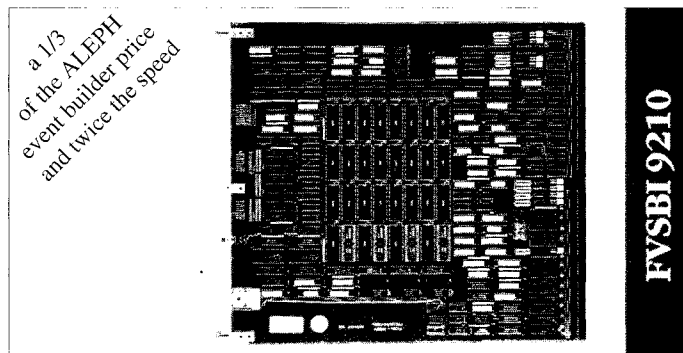 a 1/3
of the ALEPH
event builder price
and twice the speed
FVSBI 9210